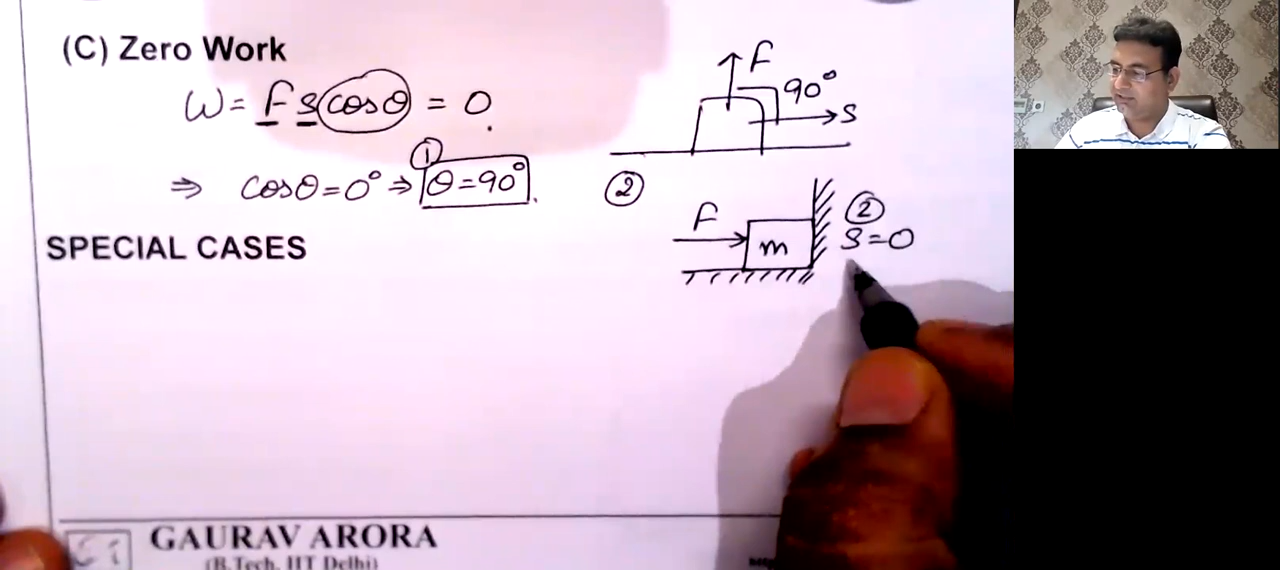 (C) Zero Work
W = F s cosθ = 0
⇒ cosθ = 0° ⇒ θ = 90°.
①
SPECIAL CASES
F
90°
S
②
F
m
②
S = 0
GAURAV ARORA
(B.Tech, IIT Delhi)